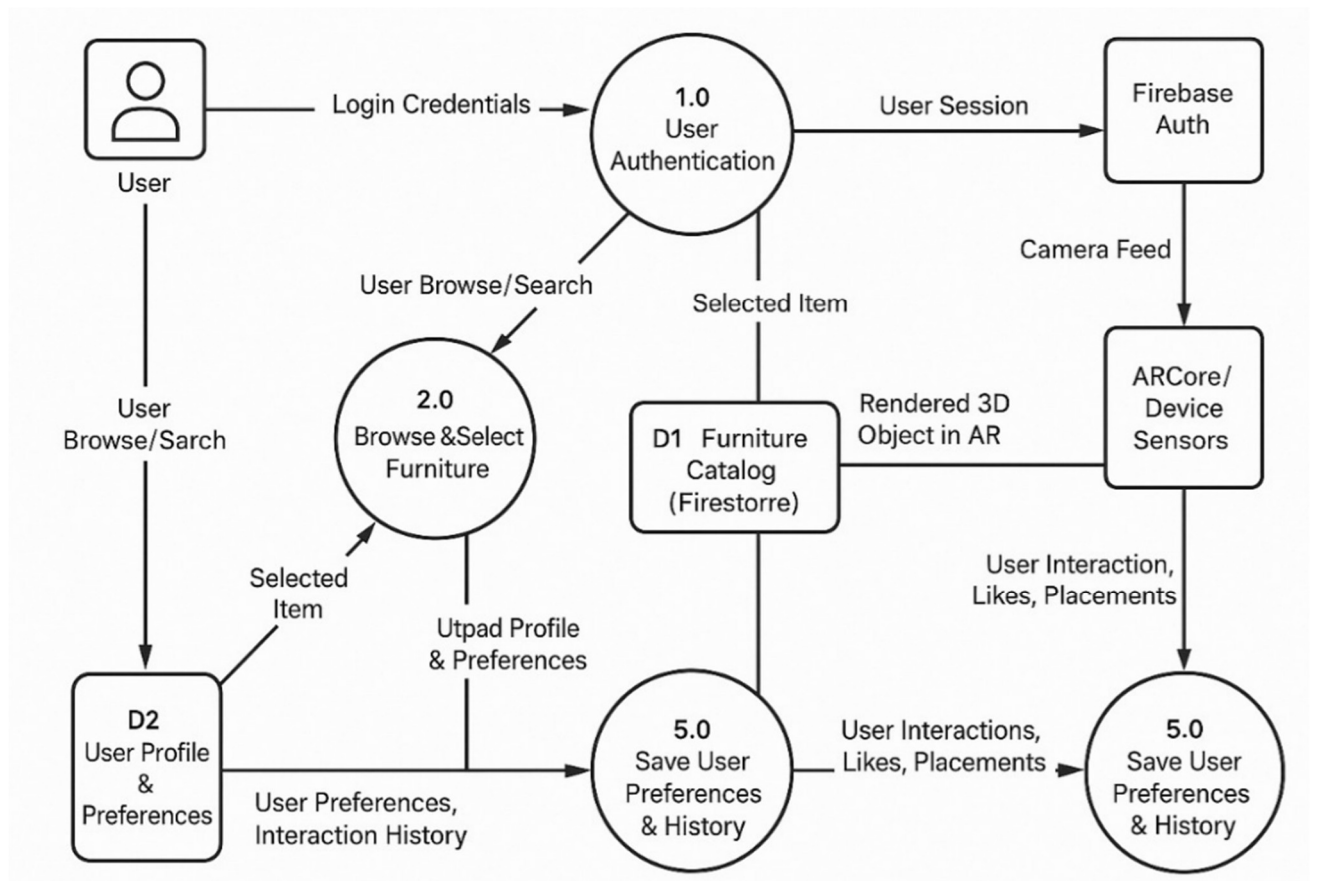 Login Credentials
1.0
User
Authentication
User Session
Firebase
Auth
User
Camera Feed
User Browse/Search
Selected Item
2.0
Browse &Select
Furniture
User
Browse/Sarch
D1 Furniture
Catalog
(Firestorre)
Rendered 3D
Object in AR
ARCore/
Device
Sensors
Selected
Item
User Interaction,
Likes, Placements
Utpad Profile
& Preferences
D2
User Profile
&
Preferences
User Preferences,
Interaction History
5.0
Save User
Preferences
& History
User Interactions,
Likes, Placements
5.0
Save User
Preferences
& History